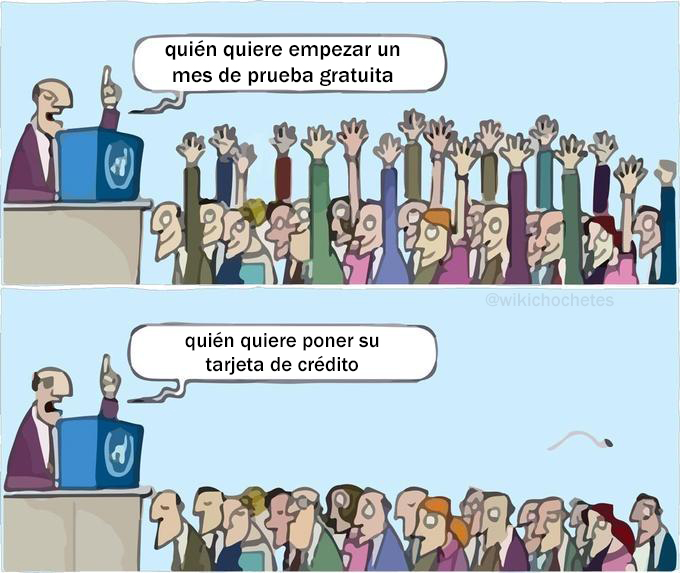 quién quiere empezar un
mes de prueba gratuita
@wikichochetes
quién quiere poner su
tarjeta de crédito